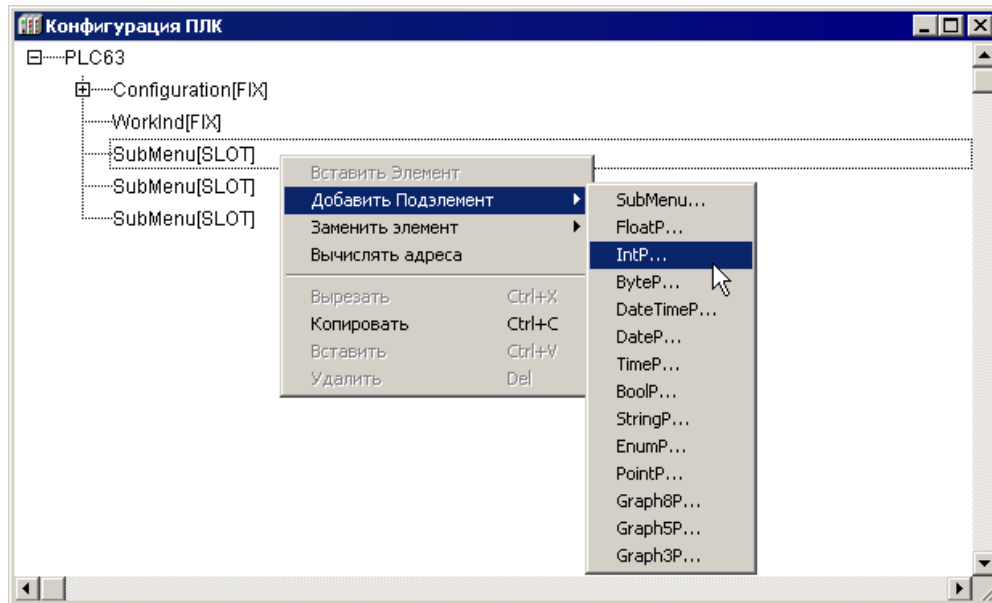 Конфигурация ПЛК
PLC63
Configuration[FIX]
WorkInd[FIX]
SubMenu[SLOT]
SubMenu[SLOT]
SubMenu[SLOT]
Вставить Элемент
Добавить Подэлемент
Заменить элемент
Вычислять адреса
Вырезать Ctrl+X
Копировать Ctrl+C
Вставить Ctrl+V
Удалить Del
SubMenu...
FloatP...
IntP...
ByteP...
DateTimeP...
DateP...
TimeP...
BoolP...
StringP...
EnumP...
PointP...
Graph8P...
Graph5P...
Graph3P...